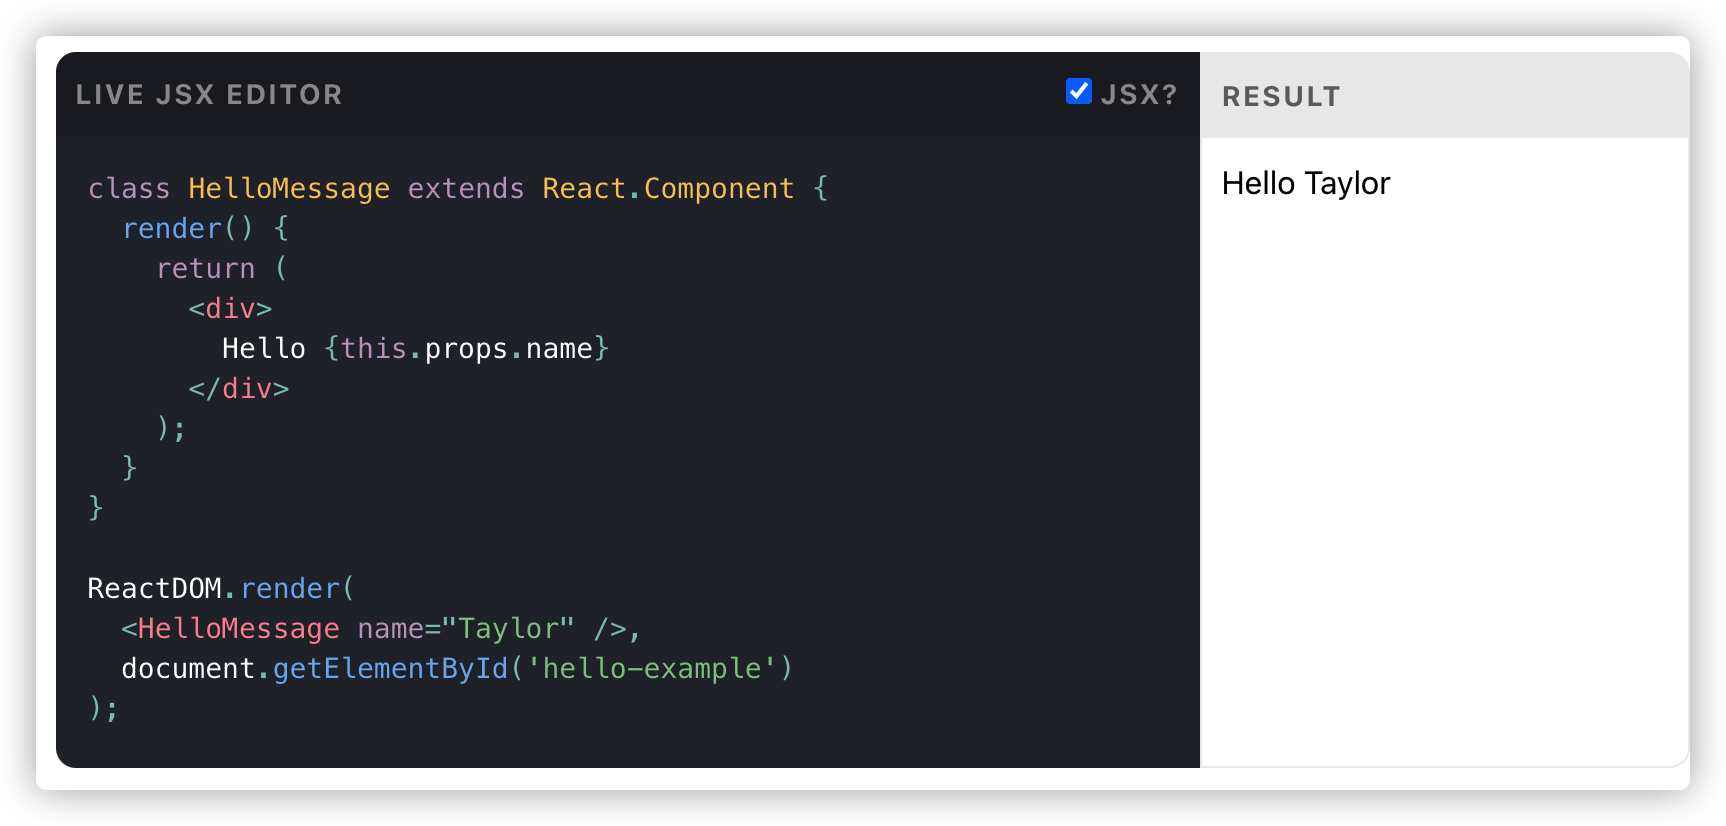 LIVE JSX EDITOR
JSX?
class HelloMessage extends React.Component {
  render() {
    return (
      <div>
        Hello {this.props.name}
      </div>
    );
  }
}

ReactDOM.render(
  <HelloMessage name="Taylor" />,
  document.getElementById('hello-example')
);
RESULT
Hello Taylor